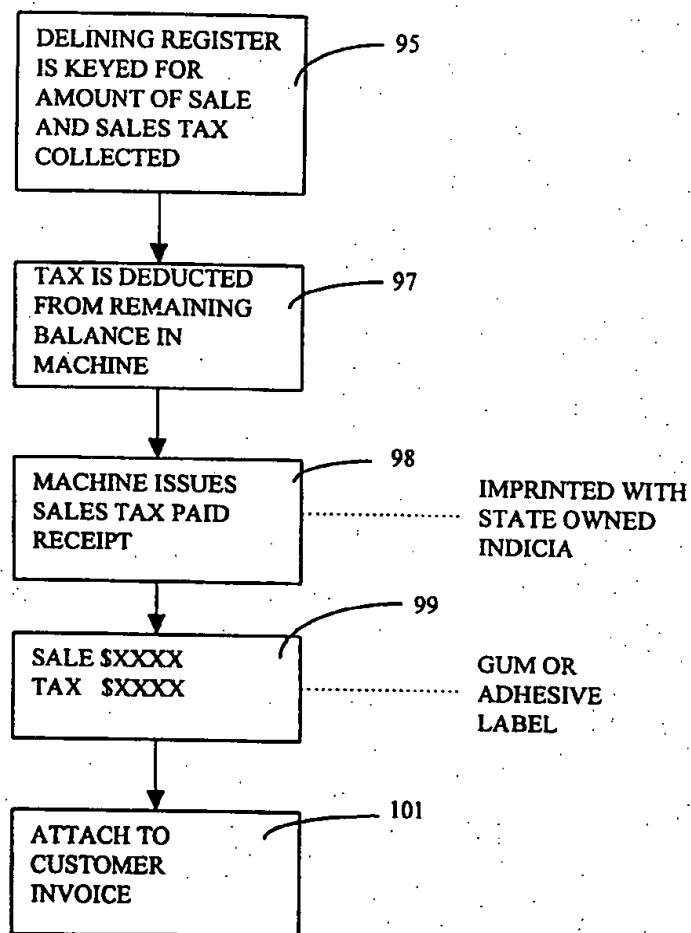 DELINING REGISTER
IS KEYED FOR
AMOUNT OF SALE
AND SALES TAX
COLLECTED
95
TAX IS DEDUCTED
FROM REMAINING
BALANCE IN
MACHINE
97
MACHINE ISSUES
SALES TAX PAID
RECEIPT
98
IMPRINTED WITH
STATE OWNED
INDICIA
SALE $XXXX
TAX $XXXX
99
GUM OR
ADHESIVE
LABEL
ATTACH TO
CUSTOMER
INVOICE
101